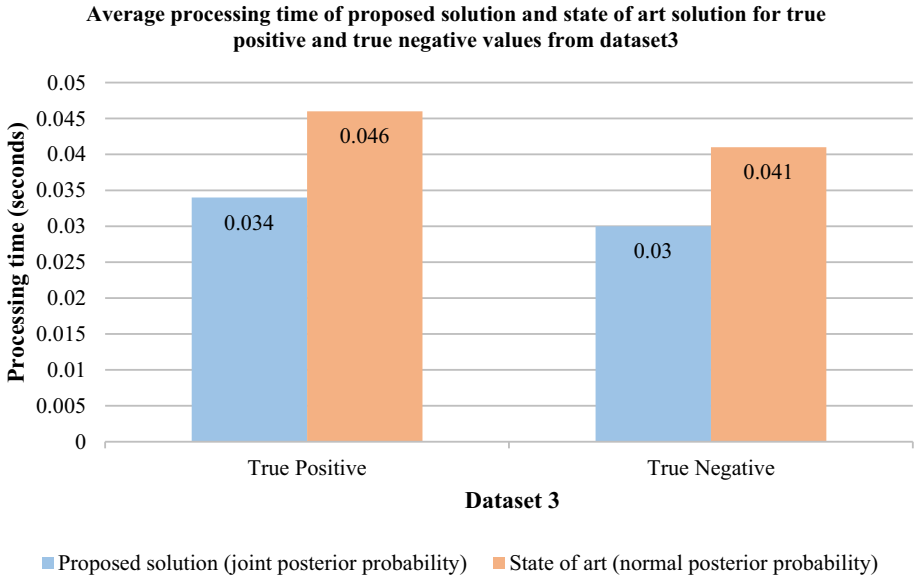 Average processing time of proposed solution and state of art solution for true
positive and true negative values from dataset3
Processing time (seconds)
0.05
0.045
0.04
0.035
0.03
0.025
0.02
0.015
0.01
0.005
0
0.034
0.046
0.03
0.041
True Positive
True Negative
Dataset 3
Proposed solution (joint posterior probability)
State of art (normal posterior probability)